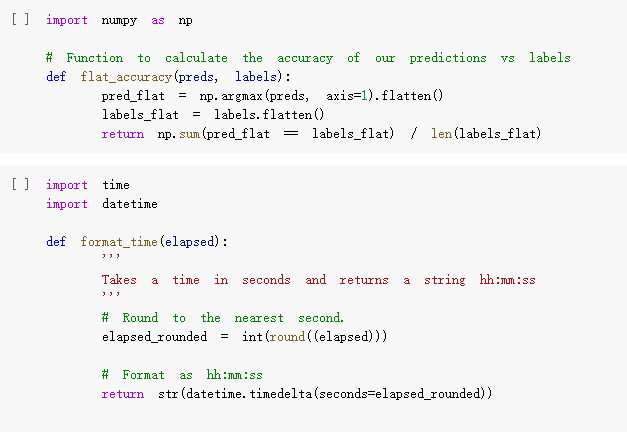 [ ] import numpy as np
# Function to calculate the accuracy of our predictions vs labels
def flat_accuracy(preds, labels):
pred_flat = np.argmax(preds, axis=1).flatten()
labels_flat = labels.flatten()
return np.sum(pred_flat == labels_flat) / len(labels_flat)
[ ] import time
import datetime
def format_time(elapsed):
'''
Takes a time in seconds and returns a string hh:mm:ss
'''
# Round to the nearest second.
elapsed_rounded = int(round((elapsed)))
# Format as hh:mm:ss
return str(datetime.timedelta(seconds=elapsed_rounded))